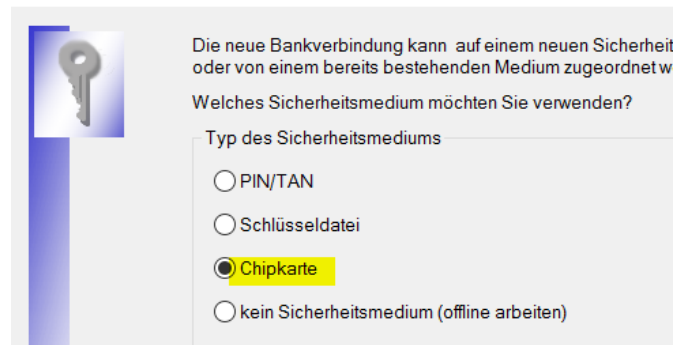 Die neue Bankverbindung kann auf einem neuen
oder von einem bereits bestehenden Medium zugeordnet
Welches Sicherheitsmedium möchten Sie verwenden?
Typ des Sicherheitsmediums
PIN/TAN
Schlüsseldatei
Chipkarte
kein Sicherheitsmedium (offline arbeiten)